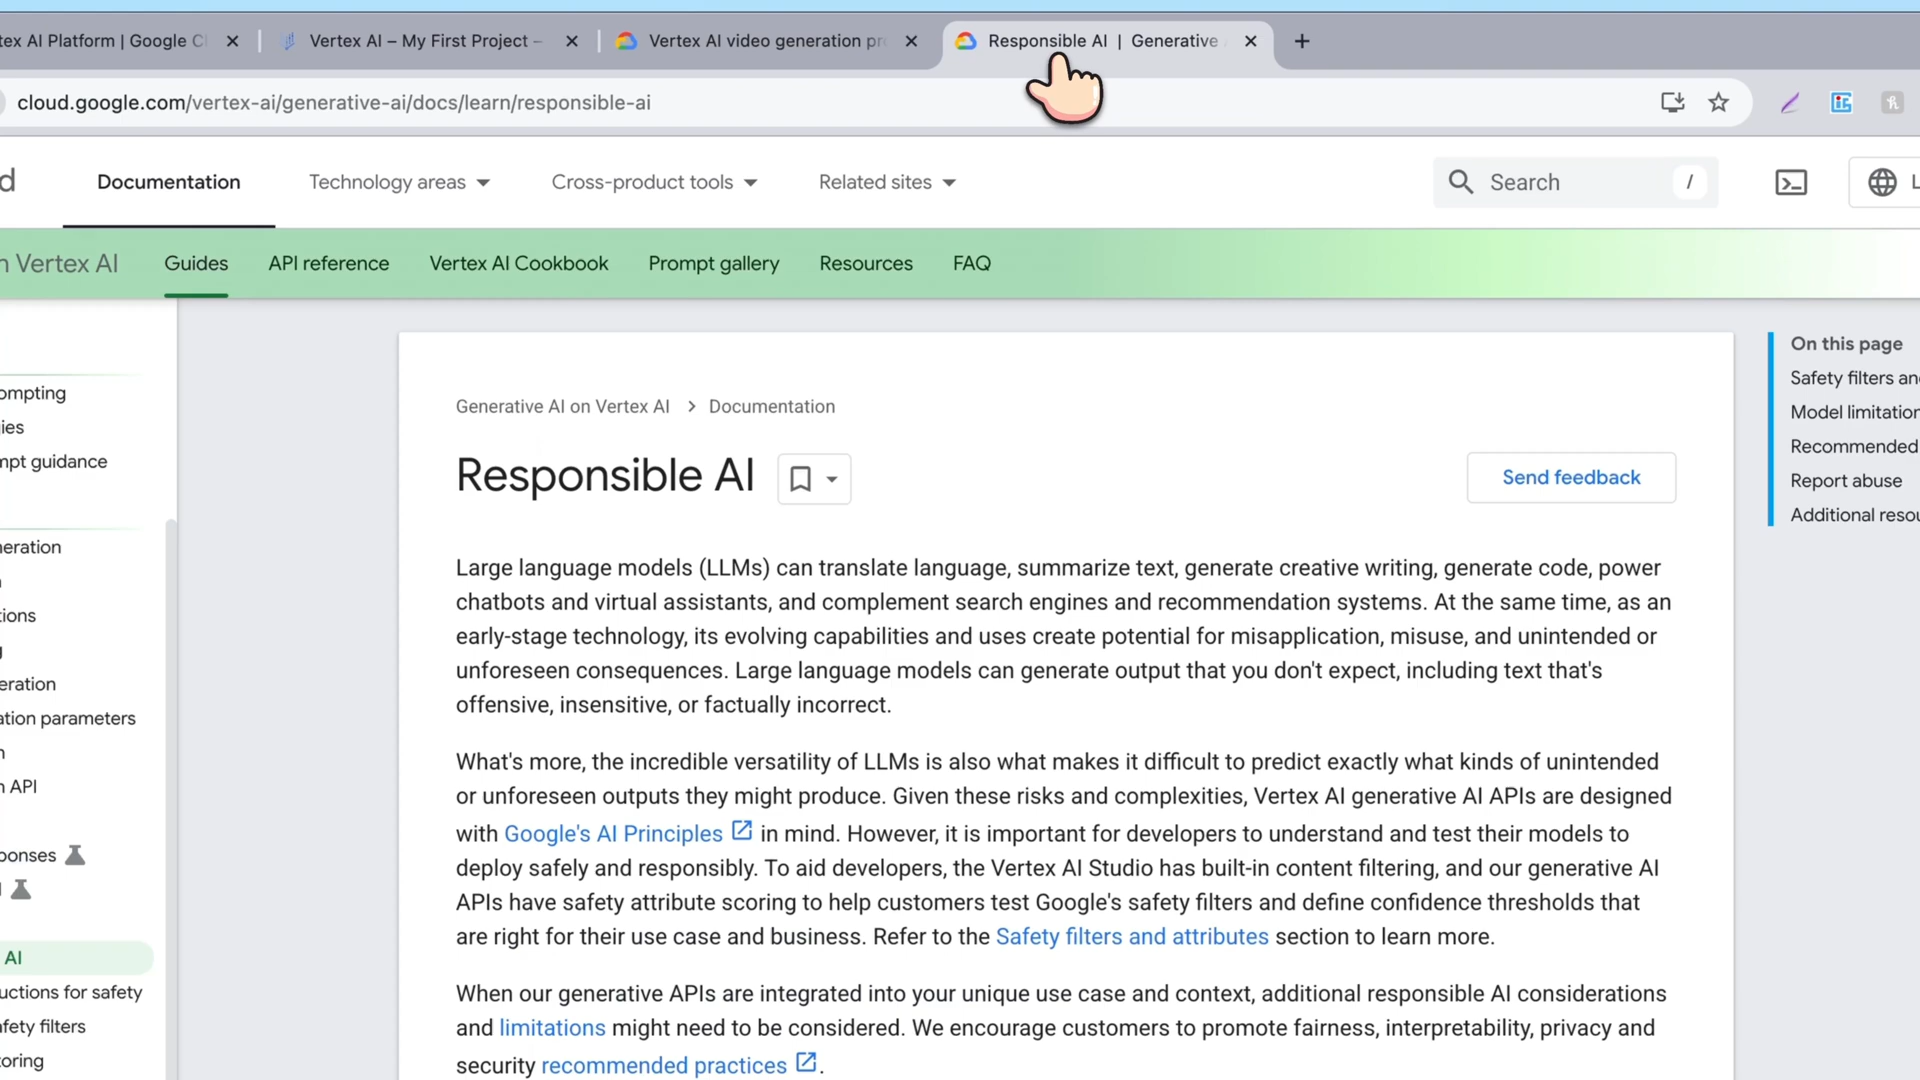 tex AI Platform | Google C
Vertex AI – My First Project –
Vertex AI video generation pr
Responsible AI | Generative
cloud.google.com/vertex-ai/generative-ai/docs/learn/responsible-ai
d
Documentation
Technology areas
Cross-product tools
Related sites
Search
/
L
n Vertex AI
Guides
API reference
Vertex AI Cookbook
Prompt gallery
Resources
FAQ
ompting
ies
mpt guidance
neration
tions
eration
ation parameters
n
n API
ponses
AI
uctions for safety
afety filters
toring
Generative AI on Vertex AI > Documentation
Responsible AI
Send feedback
Large language models (LLMs) can translate language, summarize text, generate creative writing, generate code, power
chatbots and virtual assistants, and complement search engines and recommendation systems. At the same time, as an
early-stage technology, its evolving capabilities and uses create potential for misapplication, misuse, and unintended or
unforeseen consequences. Large language models can generate output that you don't expect, including text that's
offensive, insensitive, or factually incorrect.
What's more, the incredible versatility of LLMs is also what makes it difficult to predict exactly what kinds of unintended
or unforeseen outputs they might produce. Given these risks and complexities, Vertex AI generative AI APIs are designed
with Google's AI Principles in mind. However, it is important for developers to understand and test their models to
deploy safely and responsibly. To aid developers, the Vertex AI Studio has built-in content filtering, and our generative AI
APIs have safety attribute scoring to help customers test Google's safety filters and define confidence thresholds that
are right for their use case and business. Refer to the Safety filters and attributes section to learn more.
When our generative APIs are integrated into your unique use case and context, additional responsible AI considerations
and limitations might need to be considered. We encourage customers to promote fairness, interpretability, privacy and
security recommended practices.
On this page
Safety filters an
Model limitation
Recommended
Report abuse
Additional resou